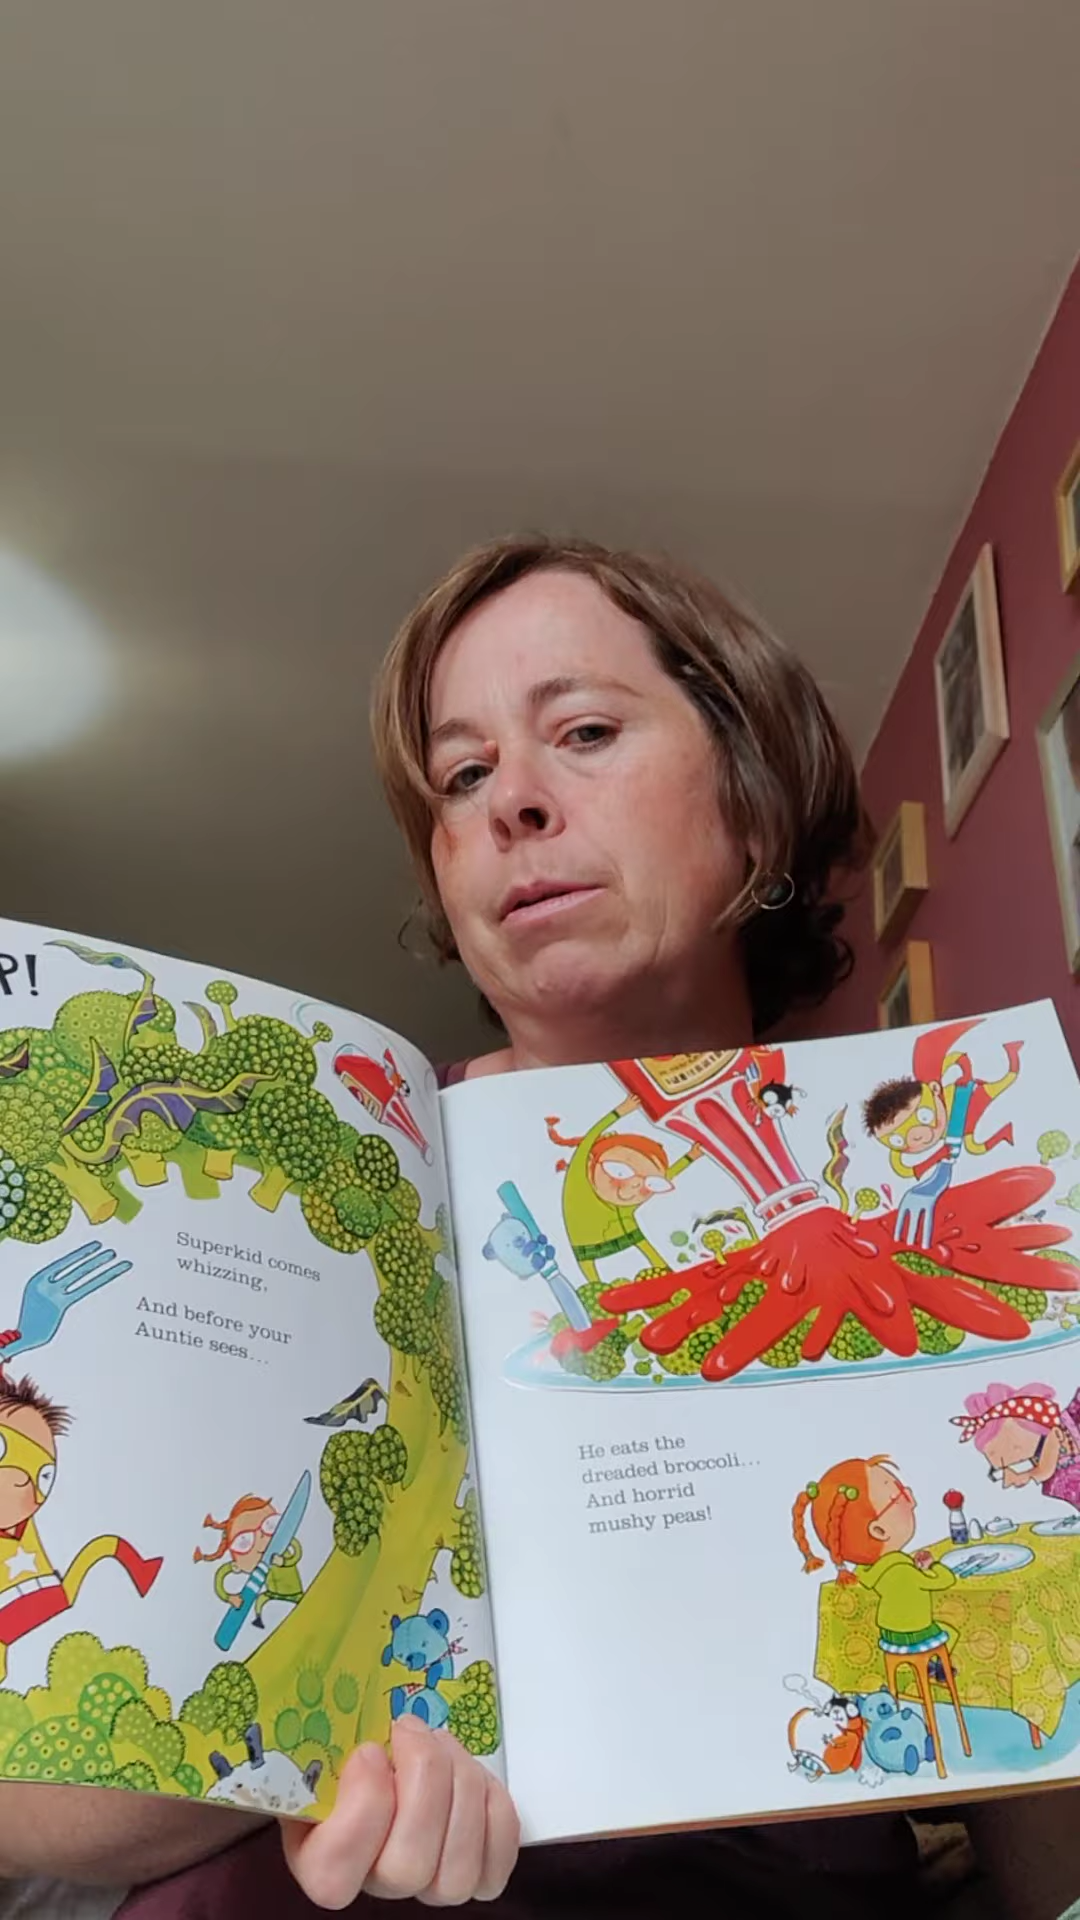 P!
Superkid comes
whizzing,
And before your
Auntie sees...
He eats the
dreaded broccoli...
And horrid
mushy peas!